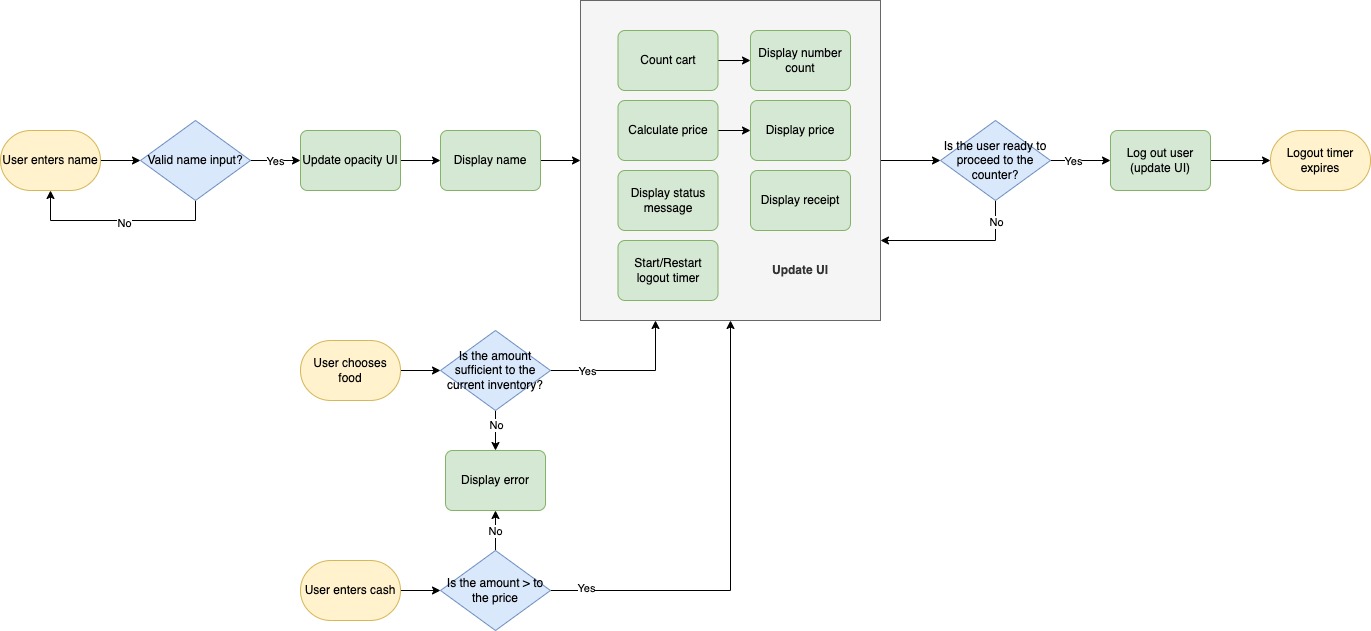 User enters name
Valid name input?
Yes
No
Update opacity UI
Display name
Count cart
Display number
count
Calculate price
Display price
Display status
message
Display receipt
Start/Restart
logout timer
Update UI
Is the user ready to
proceed to the
counter?
Yes
No
Log out user
(update UI)
Logout timer
expires
User chooses
food
Is the amount
sufficient to the
current inventory?
Yes
No
Display error
No
User enters cash
Is the amount > to
the price
Yes